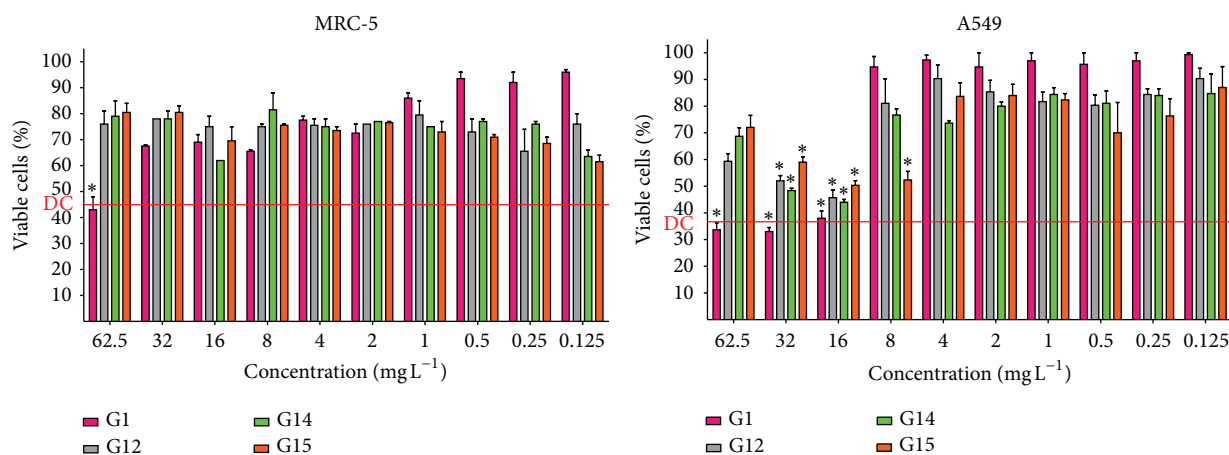 MRC-5
100
90
80
70
60
50
40
30
20
10
DC
Viable cells (%)
*
62.5 32 16 8 4 2 1 0.5 0.25 0.125
Concentration (mg L⁻¹)
G1 G14
G12 G15
A549
100
90
80
70
60
50
40
30
20
10
DC
Viable cells (%)
* * * * * * * * * *
62.5 32 16 8 4 2 1 0.5 0.25 0.125
Concentration (mg L⁻¹)
G1 G14
G12 G15